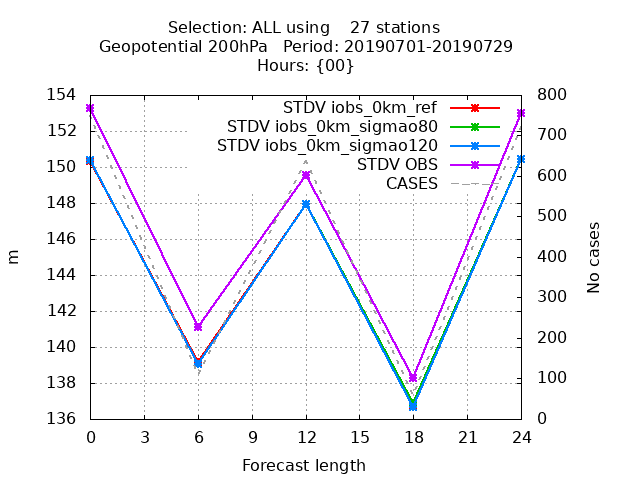 Selection: ALL using    27 stations
Geopotential 200hPa   Period: 20190701-20190729
Hours: {00}
STDV iobs_0km_ref
STDV iobs_0km_sigmao80
STDV iobs_0km_sigmao120
STDV OBS
CASES
154
152
150
148
146
144
142
140
138
136
m
800
700
600
500
400
300
200
100
0
No cases
0 3 6 9 12 15 18 21 24
Forecast length